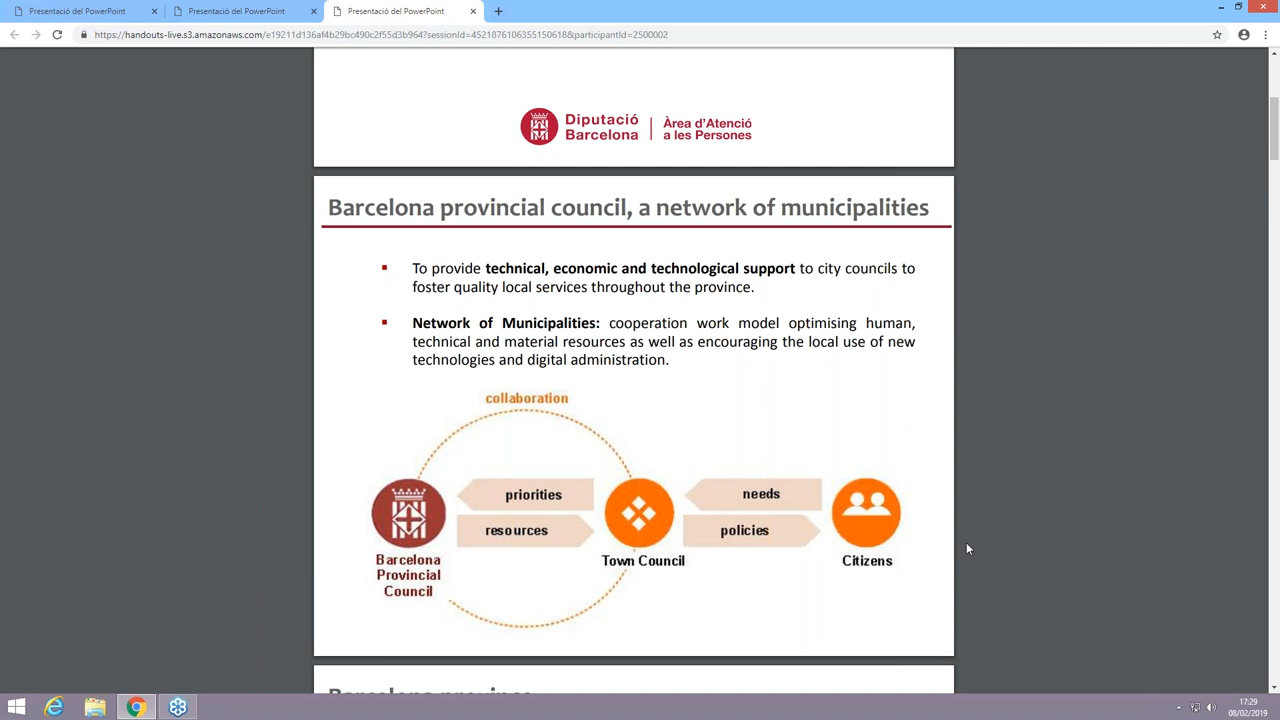 Presentació del PowerPoint
Presentació del PowerPoint
Presentació del PowerPoint
https://handouts-live.s3.amazonaws.com/e19211d136af4b29bc490c2f55d3b964?sessionId=4521876106355150618&participantId=2500002
Diputació
Barcelona
Àrea d'Atenció
a les Persones
Barcelona provincial council, a network of municipalities
To provide technical, economic and technological support to city councils to
foster quality local services throughout the province.
Network of Municipalities: cooperation work model optimising human,
technical and material resources as well as encouraging the local use of new
technologies and digital administration.
collaboration
priorities
resources
needs
policies
Barcelona
Provincial
Council
Town Council
Citizens
Barcelona province
17:29
08/02/2019